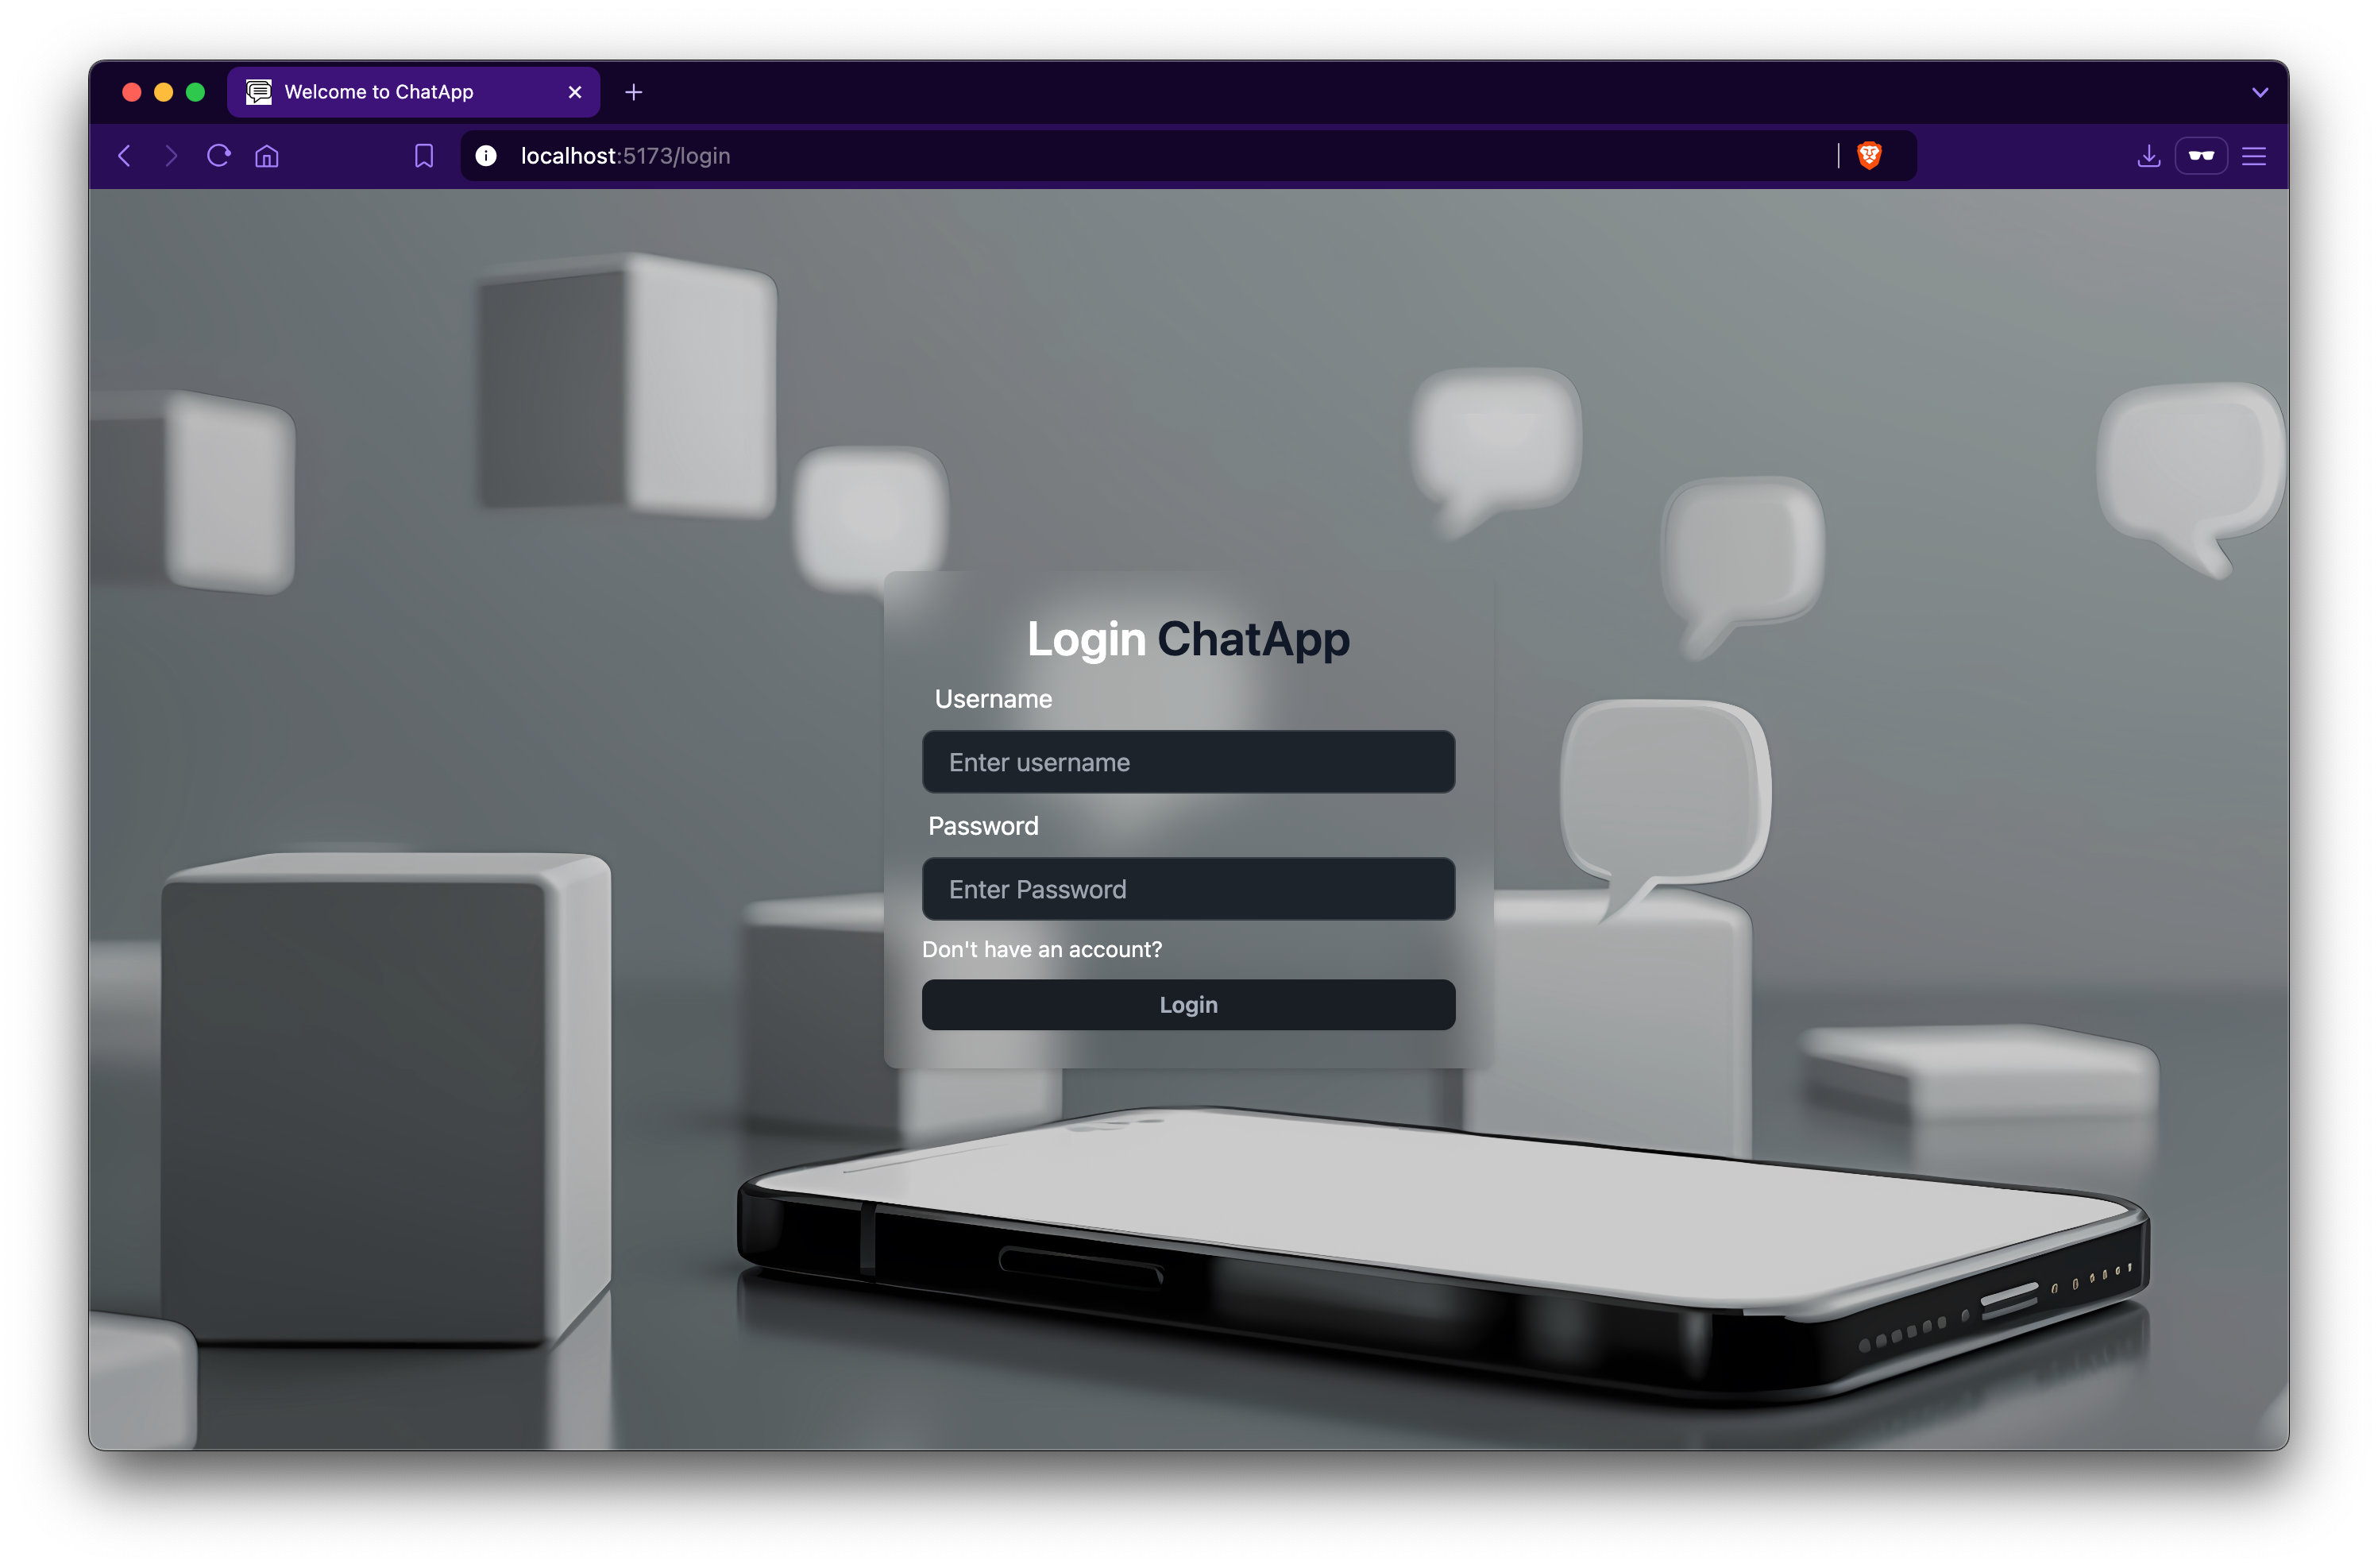 Welcome to ChatApp
localhost:5173/login
Login ChatApp
Username
Enter username
Password
Enter Password
Don't have an account?
Login